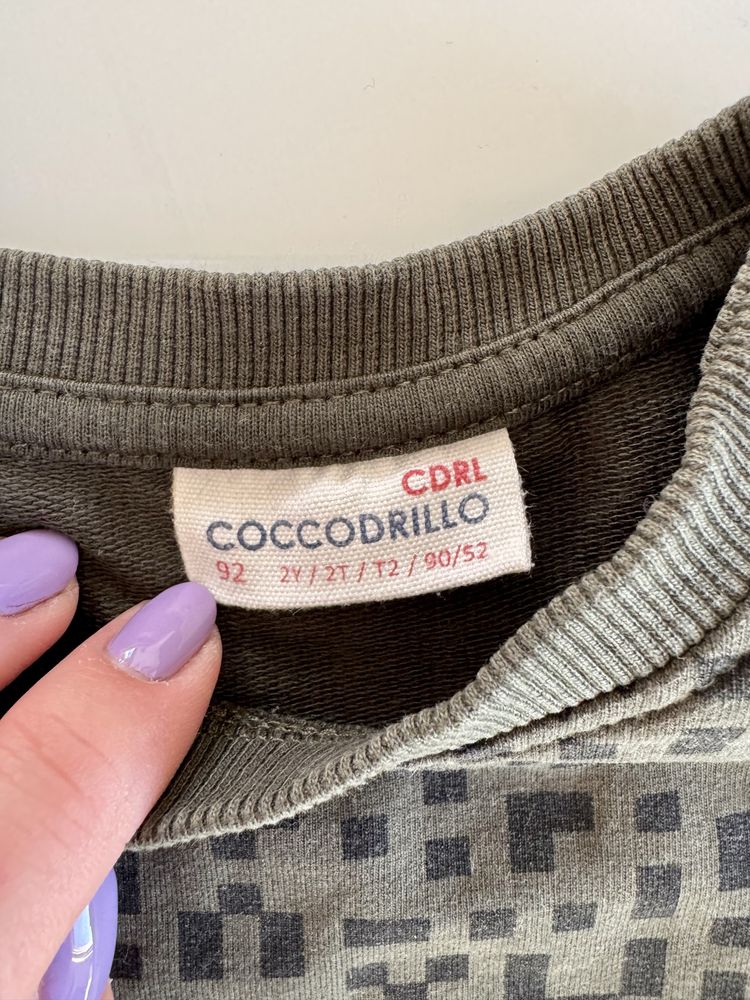 CDRL
COCCODRILLO
92 2Y / 2T / T2 / 90/52